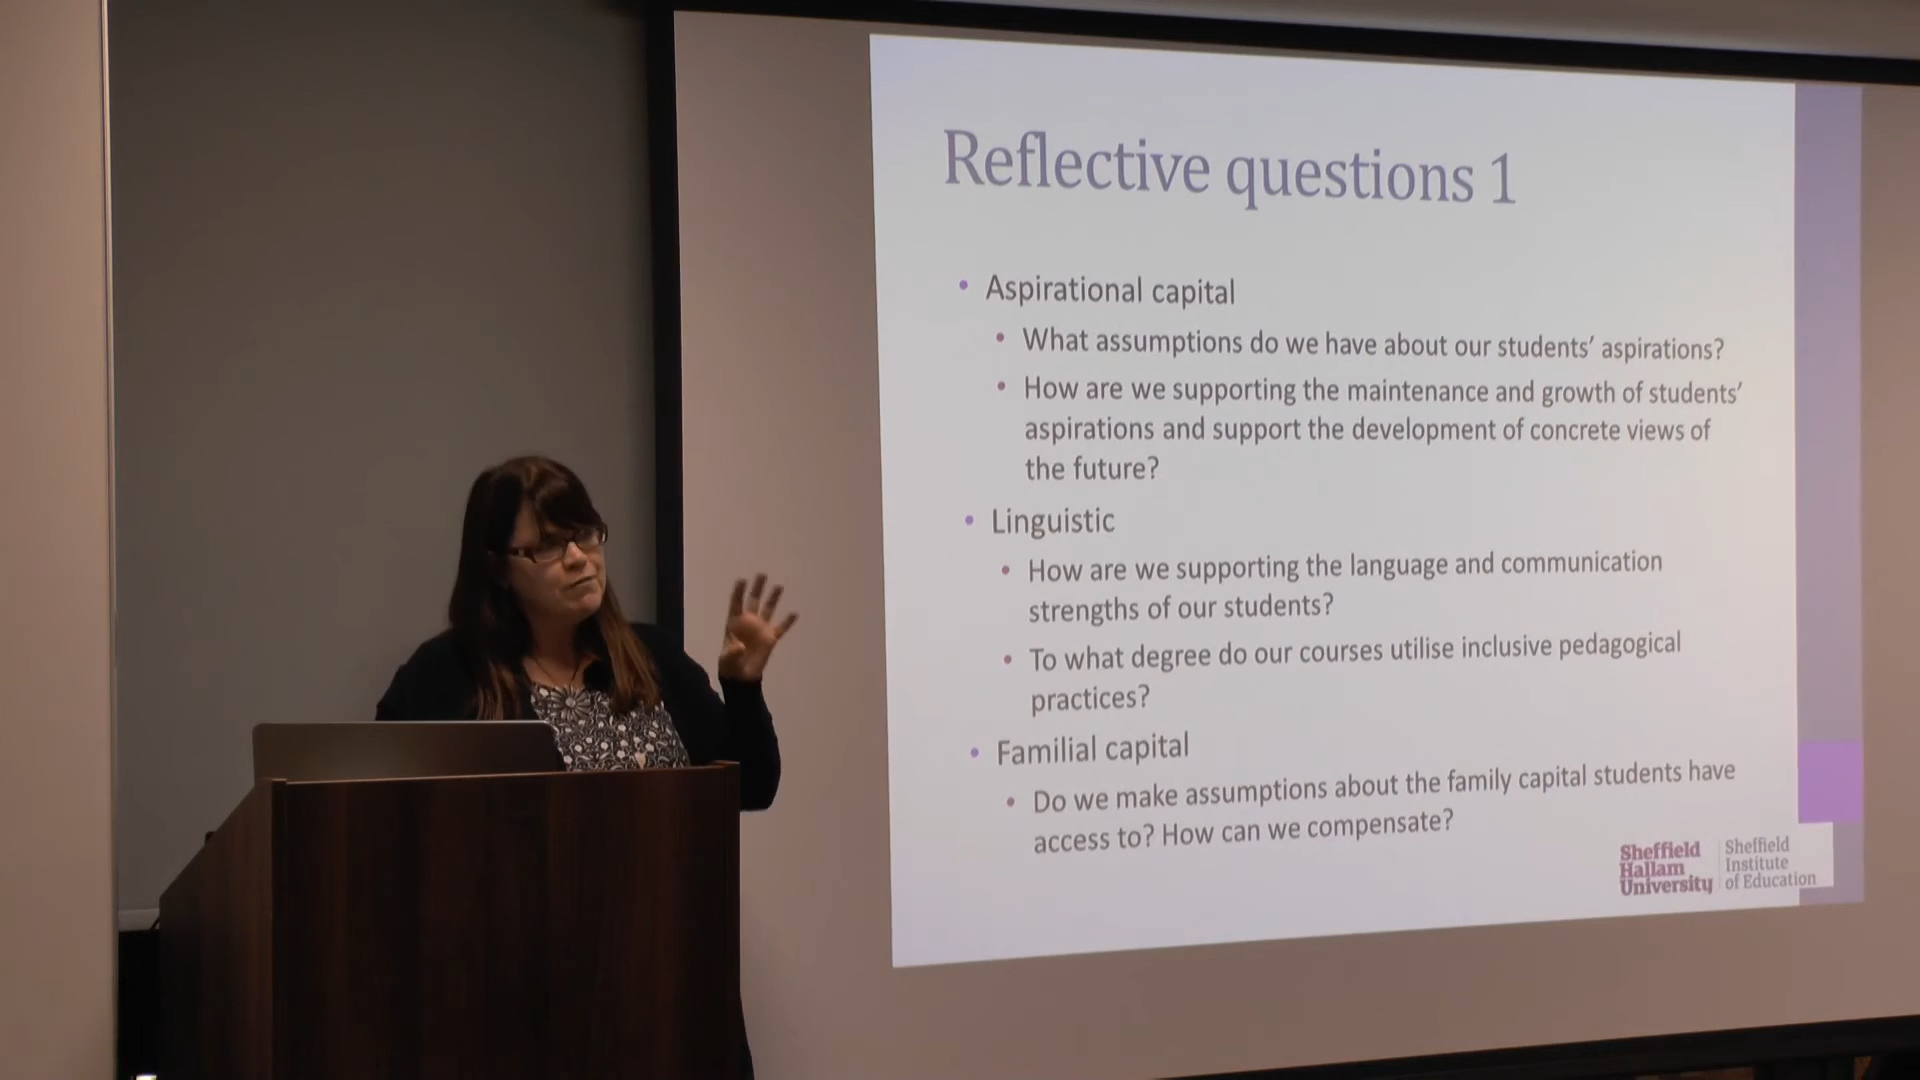 Reflective questions 1
• Aspirational capital
• What assumptions do we have about our students' aspirations?
• How are we supporting the maintenance and growth of students'
aspirations and support the development of concrete views of
the future?
• Linguistic
• How are we supporting the language and communication
strengths of our students?
• To what degree do our courses utilise inclusive pedagogical
practices?
• Familial capital
• Do we make assumptions about the family capital students have
access to? How can we compensate?
Sheffield
Hallam
University
Sheffield
Institute
of Education